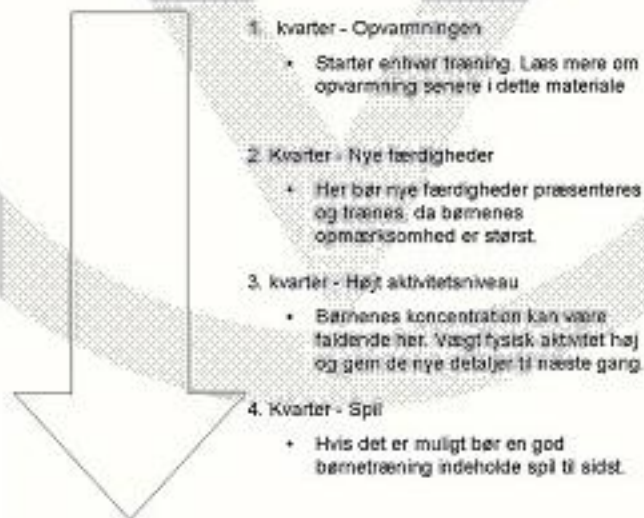 1. kvarter - Opvarmningen
• Starter enhver træning. Læs mere om
opvarmning senere i dette materiale
2. Kvarter - Nye færdigheder
• Her bør nye færdigheder præsenteres
og trænes, da børnenes
opmærksomhed er størst.
3. kvarter - Højt aktivitetsniveau
• Børnenes koncentration kan være
faldende her. Vægt fysisk aktivitet høj
og gem de nye detaljer til næste gang.
4. Kvarter - Spil
• Hvis det er muligt bør en god
børnetræning indeholde spil til sidst.